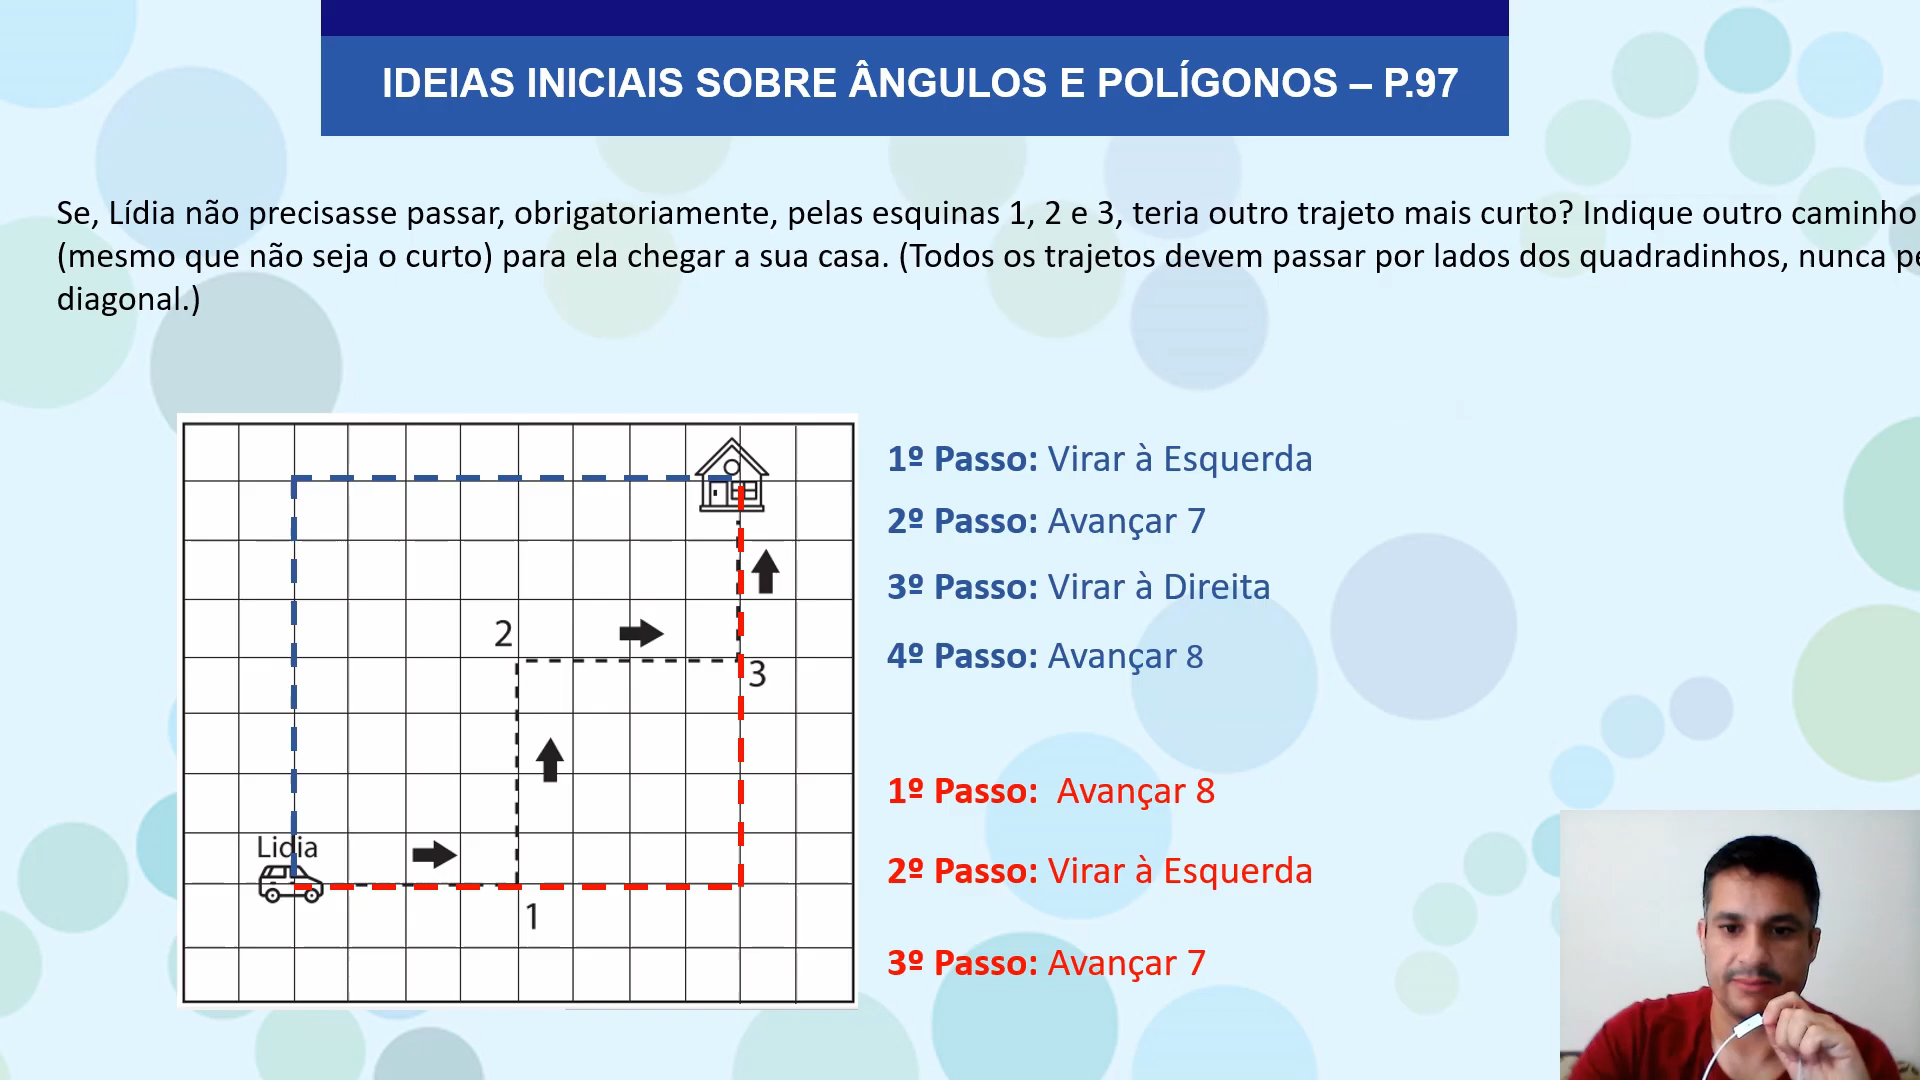 IDEIAS INICIAIS SOBRE ÂNGULOS E POLÍGONOS – P.97
Se, Lídia não precisasse passar, obrigatoriamente, pelas esquinas 1, 2 e 3, teria outro trajeto mais curto? Indique outro caminho
(mesmo que não seja o curto) para ela chegar a sua casa. (Todos os trajetos devem passar por lados dos quadradinhos, nunca
diagonal.)
1º Passo: Virar à Esquerda
2º Passo: Avançar 7
3º Passo: Virar à Direita
2
4º Passo: Avançar 8
3
1º Passo: Avançar 8
Lidia
2º Passo: Virar à Esquerda
1
3º Passo: Avançar 7